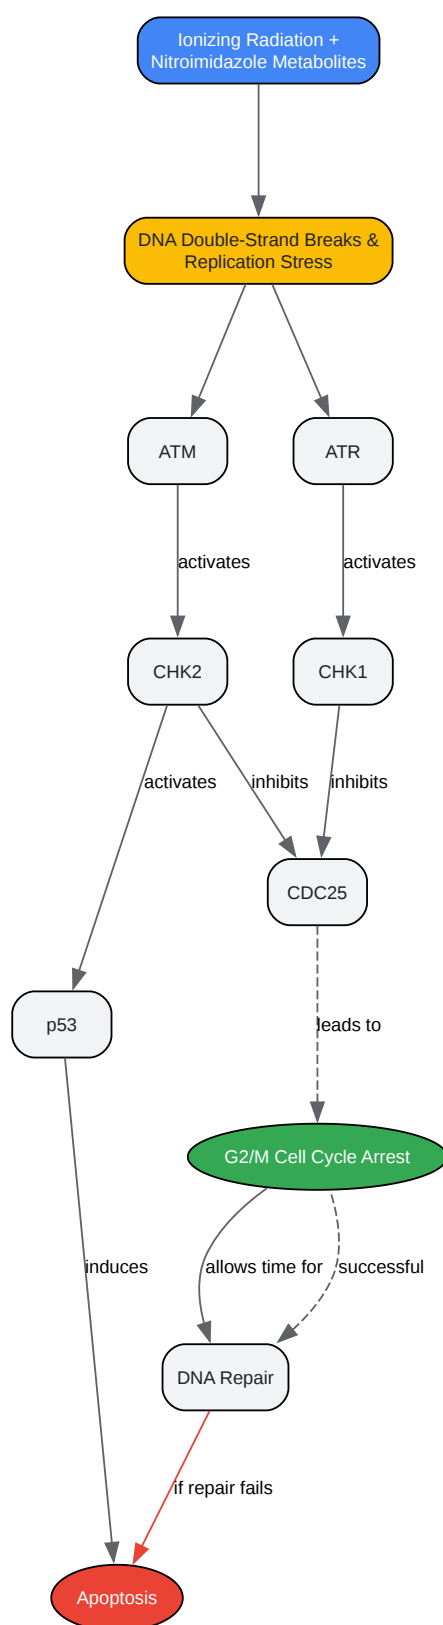 Ionizing Radiation +
Nitroimidazole Metabolites
DNA Double-Strand Breaks &
Replication Stress
ATM
ATR
activates
activates
CHK2
CHK1
activates
inhibits
inhibits
CDC25
p53
leads to
G2/M Cell Cycle Arrest
induces
allows time for
successful
DNA Repair
if repair fails
Apoptosis